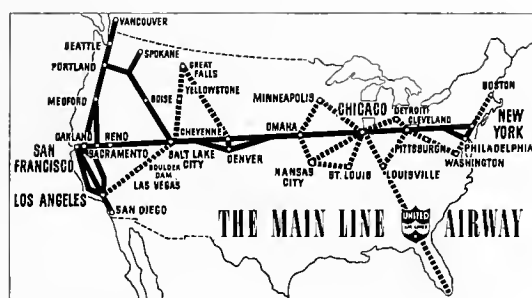 VANCOUVER
SEATTLE
SPOKANE
PORTLAND
GREAT
FALLS
YELLOWSTONE
MEDFORD
BOISE
MINNEAPOLIS
CHICAGO
DETROIT
CLEVELAND
BOSTON
NEW
YORK
OAKLAND
RENO
CHEYENNE
OMAHA
SAN
FRANCISCO
SACRAMENTO
SALT LAKE
CITY
DENVER
PITTSBURGH
PHILADELPHIA
WASHINGTON
BOULDER
DAM
LAS VEGAS
KANSAS
CITY
ST. LOUIS
LOUISVILLE
LOS ANGELES
SAN DIEGO
THE MAIN LINE
UNITED
AIR LINES
AIRWAY